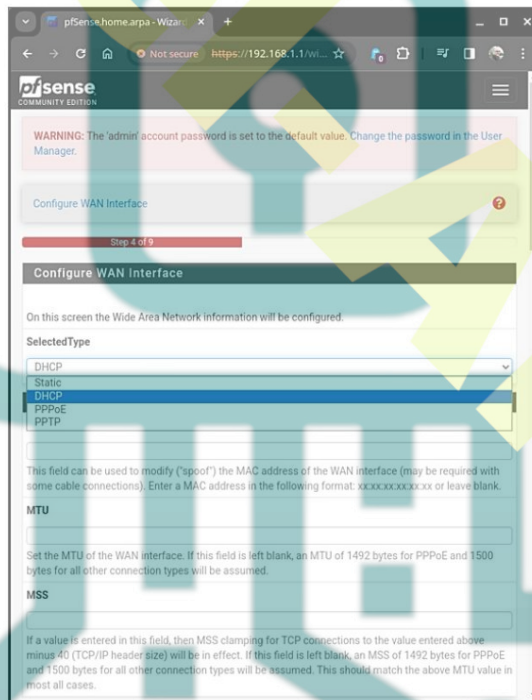 pfSense.home.arpa - Wizard
Not secure https://192.168.1.1/wi...
0
pfsense
COMMUNITY EDITION
WARNING: The 'admin' account password is set to the default value. Change the password in the User
Manager.
Configure WAN Interface
Step 4 of 9
Configure WAN Interface
On this screen the Wide Area Network information will be configured.
SelectedType
DHCP
Static
DHCP
PPPoE
PPTP
This field can be used to modify ("spoof") the MAC address of the WAN interface (may be required with
some cable connections). Enter a MAC address in the following format: xx:xx:xx:xx:xx:xx or leave blank.
MTU
Set the MTU of the WAN interface. If this field is left blank, an MTU of 1492 bytes for PPPoE and 1500
bytes for all other connection types will be assumed.
MSS
If a value is entered in this field, then MSS clamping for TCP connections to the value entered above
minus 40 (TCP/IP header size) will be in effect. If this field is left blank, an MSS of 1492 bytes for PPPoE
and 1500 bytes for all other connection types will be assumed. This should match the above MTU value in
most all cases.